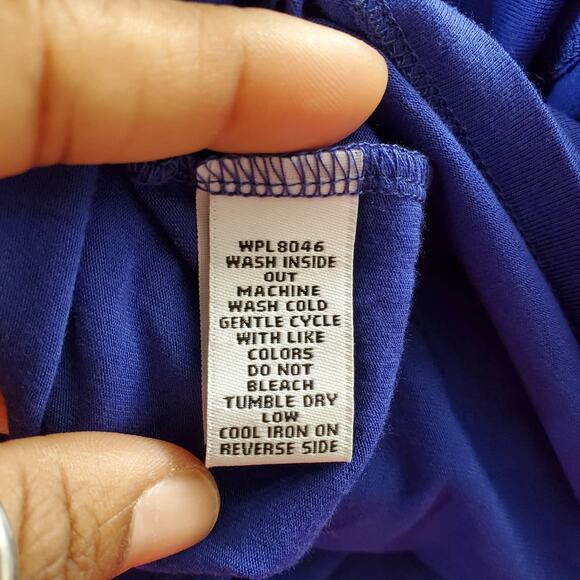 WPL8046
WASH INSIDE
OUT
MACHINE
WASH COLD
GENTLE CYCLE
WITH LIKE
COLORS
DO NOT
BLEACH
TUMBLE DRY
LOW
COOL IRON ON
REVERSE SIDE